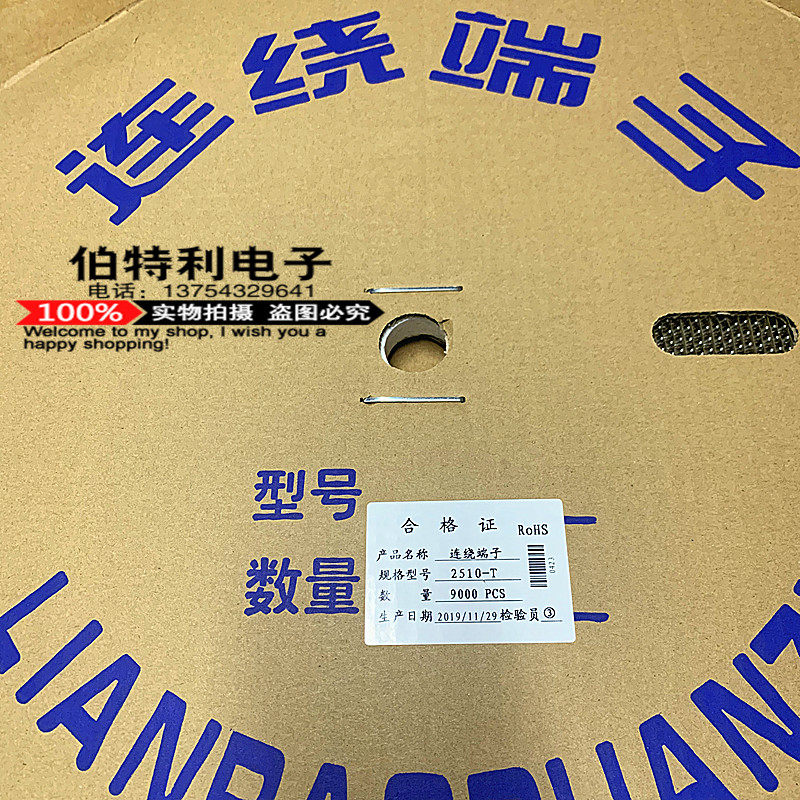 连绕端子
伯特利电子
电话：13754329641
100% 实物拍摄 盗图必究
Welcome to my shop, I wish you a
happy shopping!
型号
数量
合格证 RoHS
产品名称 连绕端子
规格型号 2510-T
数量 9000 PCS
生产日期 2019/11/29 检验员 ③
0423
LIANRAODUANZ